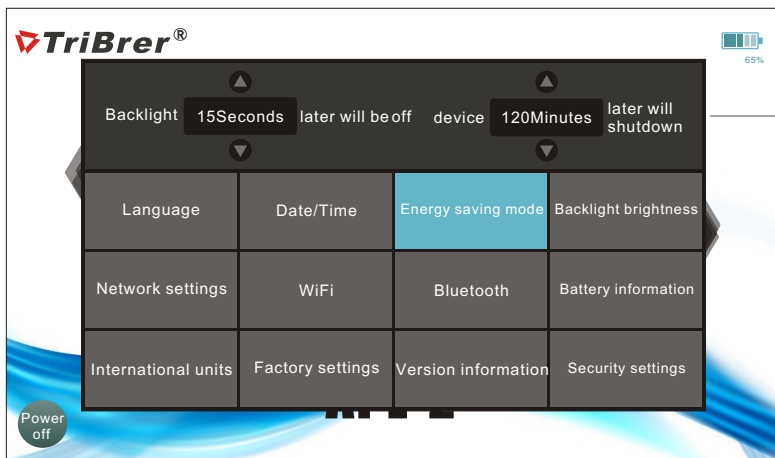 TriBrer®
65%
Backlight 15Seconds later will be off device 120Minutes later will
shutdown
Language Date/Time Energy saving mode Backlight brightness
Network settings WiFi Bluetooth Battery information
International units Factory settings Version information Security settings
Power
off